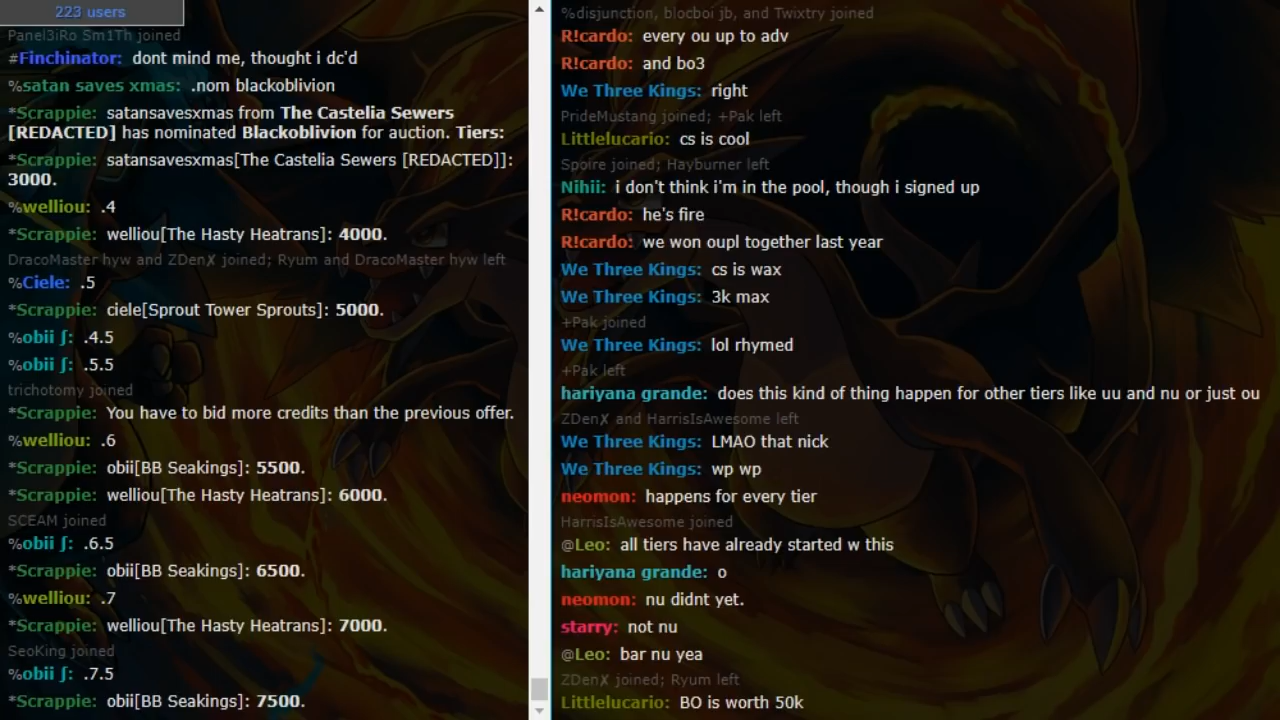 223 users
Panel3iRo Sm1Th joined
#Finchinator: dont mind me, thought i dc'd
%satan saves xmas: .nom blackoblivion
*Scrappie: satansavesxmas from The Castelia Sewers
[REDACTED] has nominated Blackoblivion for auction. Tiers:
*Scrappie: satansavesxmas[The Castelia Sewers [REDACTED]]:
3000.
%welliou: .4
*Scrappie: welliou[The Hasty Heatrans]: 4000.
DracoMaster hyw and ZDenX joined; Ryum and DracoMaster hyw left
%Ciele: .5
*Scrappie: ciele[Sprout Tower Sprouts]: 5000.
%obii ʃ: .4.5
%obii ʃ: .5.5
trichotomy joined
*Scrappie: You have to bid more credits than the previous offer.
%welliou: .6
*Scrappie: obii[BB Seakings]: 5500.
*Scrappie: welliou[The Hasty Heatrans]: 6000.
SCEAM joined
%obii ʃ: .6.5
*Scrappie: obii[BB Seakings]: 6500.
%welliou: .7
*Scrappie: welliou[The Hasty Heatrans]: 7000.
SeoKing joined
%obii ʃ: .7.5
*Scrappie: obii[BB Seakings]: 7500.
%disjunction, blocboi jb, and Twixtry joined
R!cardo: every ou up to adv
R!cardo: and bo3
We Three Kings: right
PrideMustang joined; +Pak left
Littlelucario: cs is cool
Spoire joined; Hayburner left
Nihii: i don't think i'm in the pool, though i signed up
R!cardo: he's fire
R!cardo: we won oupl together last year
We Three Kings: cs is wax
We Three Kings: 3k max
+Pak joined
We Three Kings: lol rhymed
+Pak left
hariyana grande: does this kind of thing happen for other tiers like uu and nu or just ou
ZDenX and HarrisIsAwesome left
We Three Kings: LMAO that nick
We Three Kings: wp wp
neomon: happens for every tier
HarrisIsAwesome joined
@Leo: all tiers have already started w this
hariyana grande: o
neomon: nu didnt yet.
starry: not nu
@Leo: bar nu yea
ZDenX joined; Ryum left
Littlelucario: BO is worth 50k